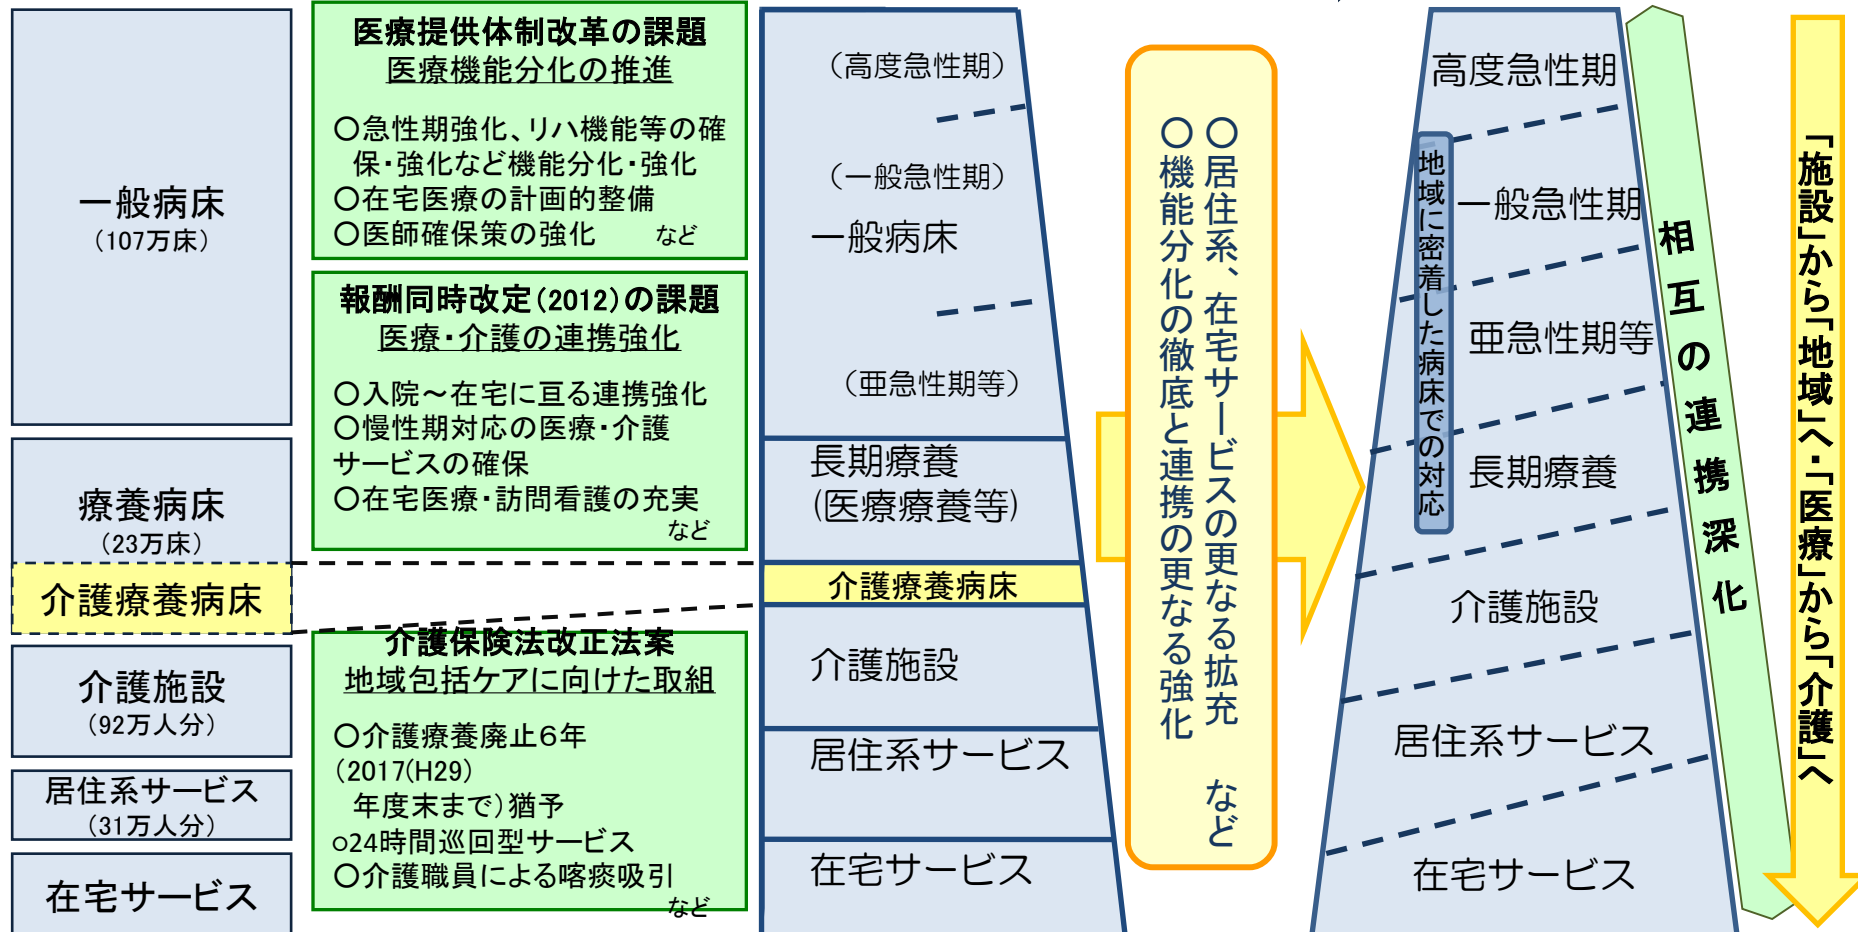 一般病床
(107万床)
療養病床
(23万床)
介護療養病床
介護施設
(92万人分)
居住系サービス
(31万人分)
在宅サービス
医療提供体制改革の課題
医療機能分化の推進
○急性期強化、リハ機能等の確
保・強化など機能分化・強化
○在宅医療の計画的整備
○医師確保策の強化　など
報酬同時改定(2012)の課題
医療・介護の連携強化
○入院～在宅に亘る連携強化
○慢性期対応の医療・介護
サービスの確保
○在宅医療・訪問看護の充実
など
介護保険法改正法案
地域包括ケアに向けた取組
○介護療養廃止6年
(2017(H29)
年度末まで)猶予
○24時間巡回型サービス
○介護職員による喀痰吸引
など
(高度急性期)
(一般急性期)
一般病床
(亜急性期等)
長期療養
(医療療養等)
介護療養病床
介護施設
居住系サービス
在宅サービス
○居住系、在宅サービスの更なる拡充　など
○機能分化の徹底と連携の更なる強化
高度急性期
一般急性期
亜急性期等
長期療養
介護施設
居住系サービス
在宅サービス
地域に密着した病床での対応
相互の連携深化
「施設」から「地域」へ・「医療」から「介護」へ